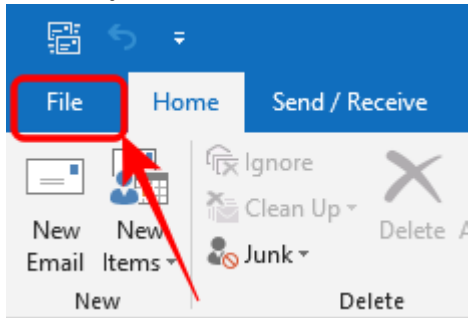 File Home Send / Receive
Ignore
Clean Up
Junk
New Email
New Items
Delete
New
Delete